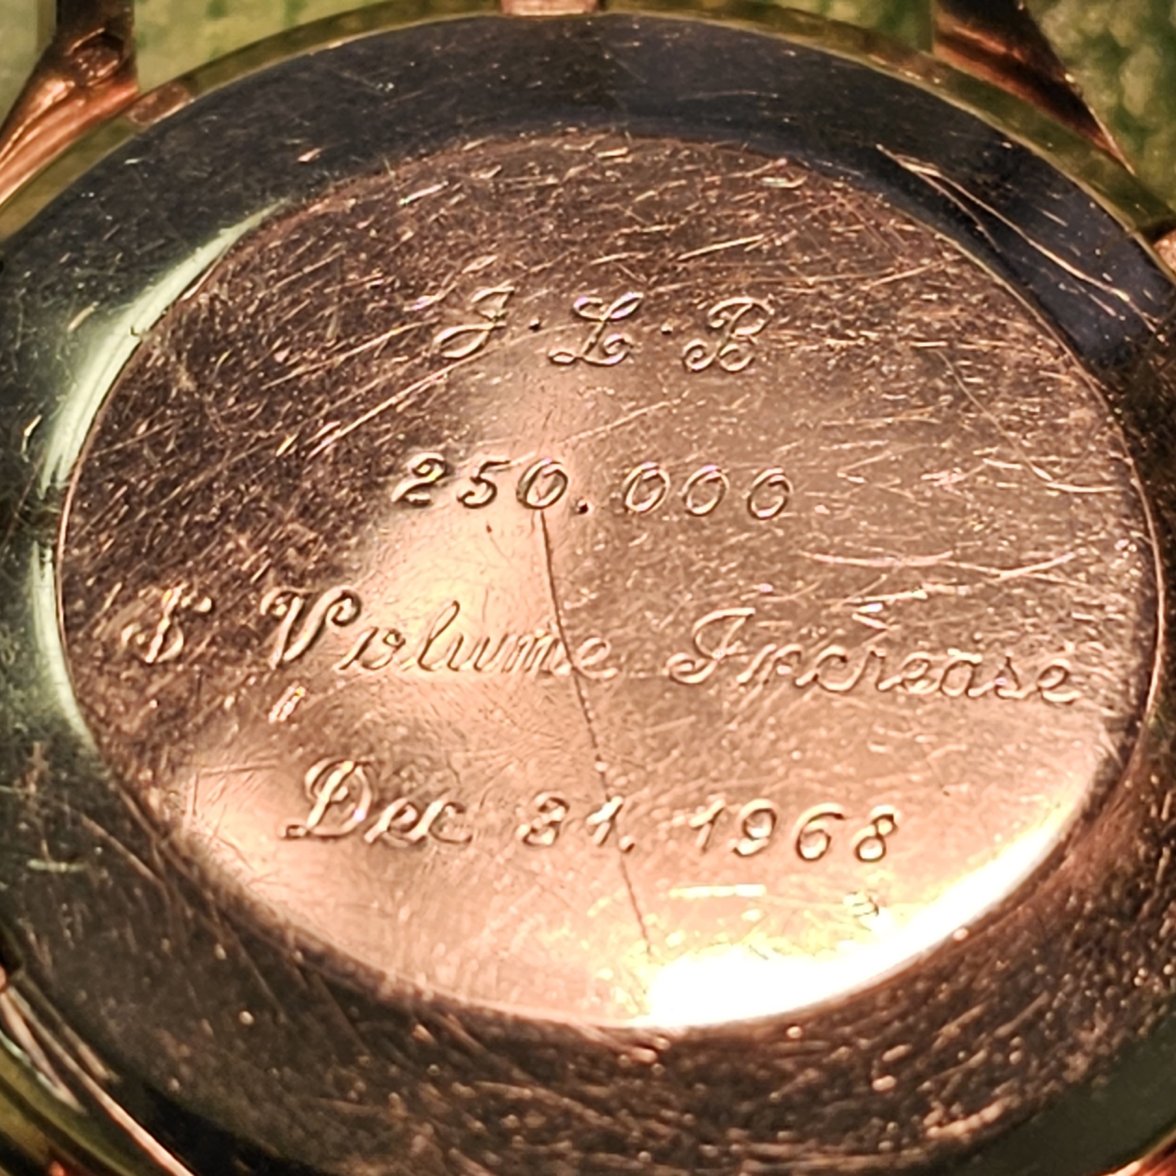 J·L·B
250.000
$ Volume Increase
Dec 31. 1968